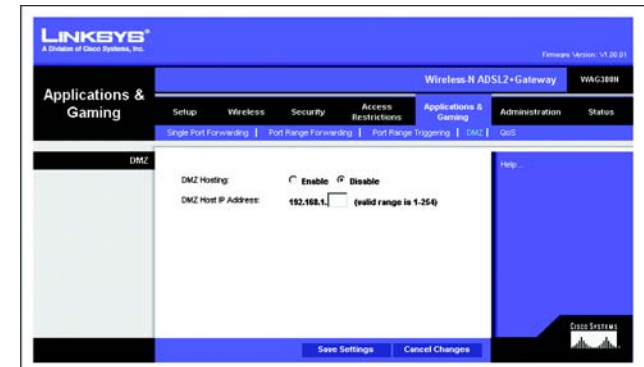 LINKSYS®
A Division of Cisco Systems, Inc.
Firmware Version: V1.00.01
Wireless-N ADSL2+Gateway WAG300N
Applications & Gaming
Setup Wireless Security Access Restrictions Applications & Gaming Administration Status
Single Port Forwarding | Port Range Forwarding | Port Range Triggering | DMZ | QoS
DMZ
DMZ Hosting: Enable Disable
DMZ Host IP Address: 192.168.1. (valid range is 1-254)
Help...
CISCO SYSTEMS
Save Settings Cancel Changes